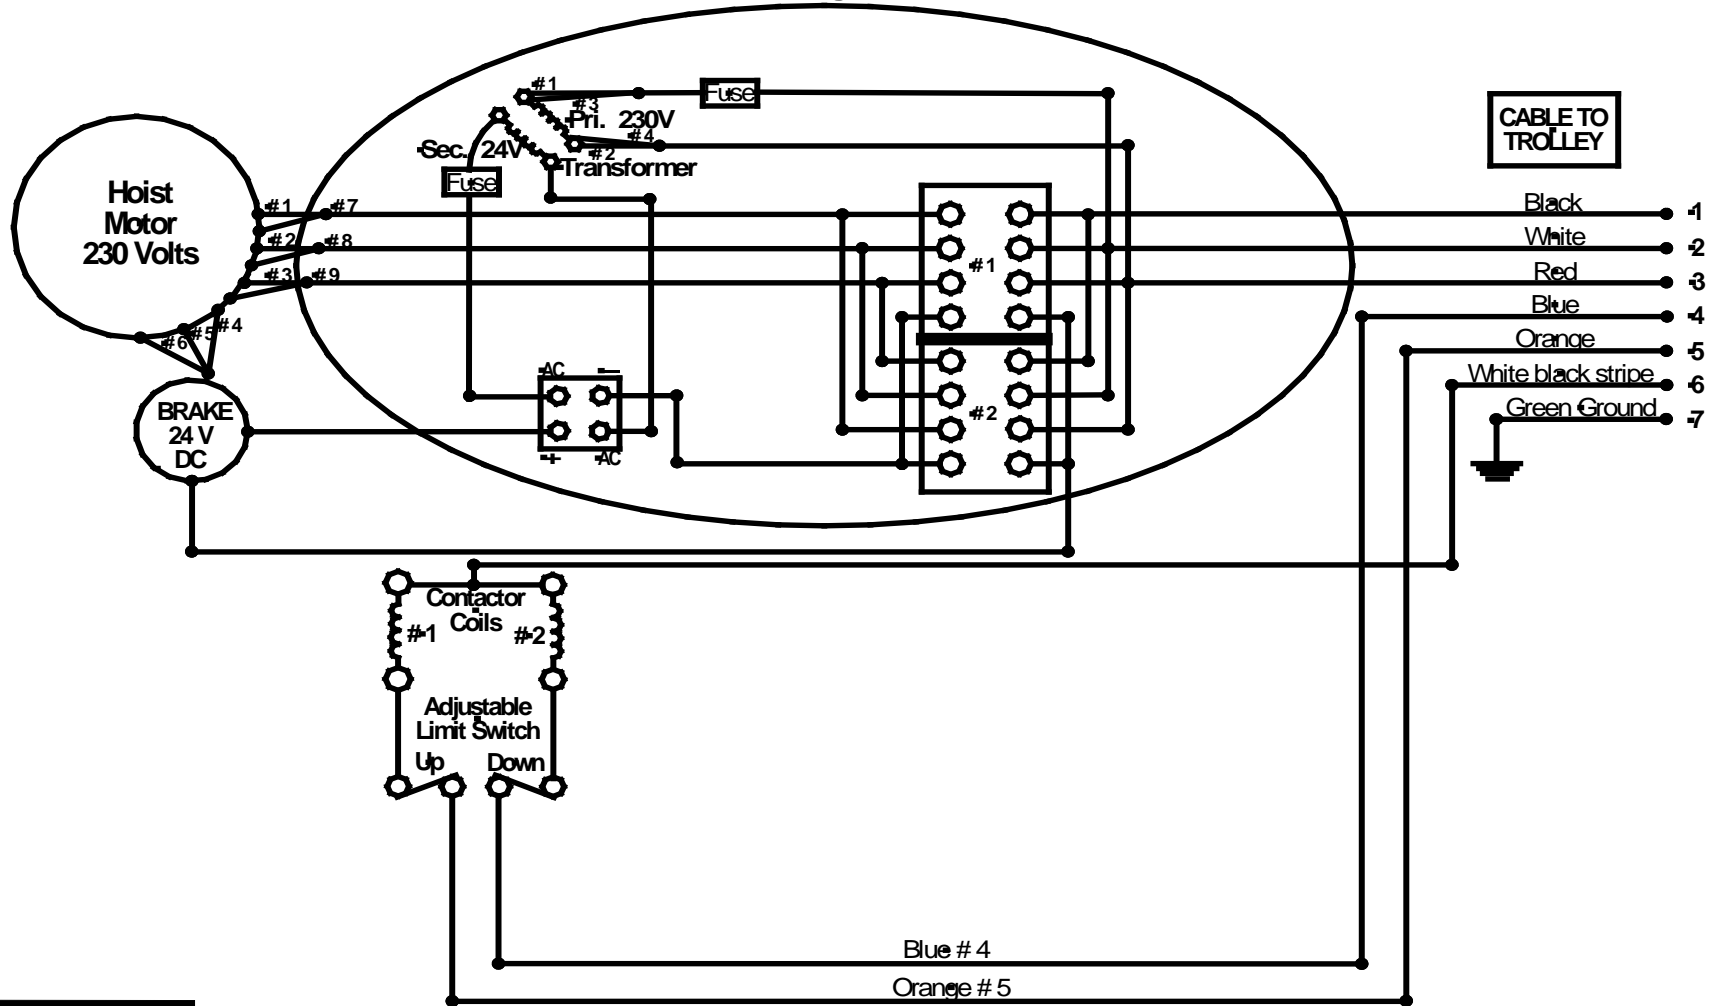 #1
Fuse
#3
Pri. 230V
#4
Sec. 24V
#2
Transformer
Fuse
CABLE TO
TROLLEY
Hoist
Motor
230 Volts
#1
#7
#2
#8
#3
#9
#4
#5
#6
#1
#2
Black
-1
White
-2
Red
-3
Blue
-4
Orange
-5
White black stripe
-6
Green Ground
-7
AC
-
+
AC
BRAKE
24 V
DC
Contactor
Coils
#1
#2
Adjustable
Limit Switch
Up
Down
Blue # 4
Orange # 5